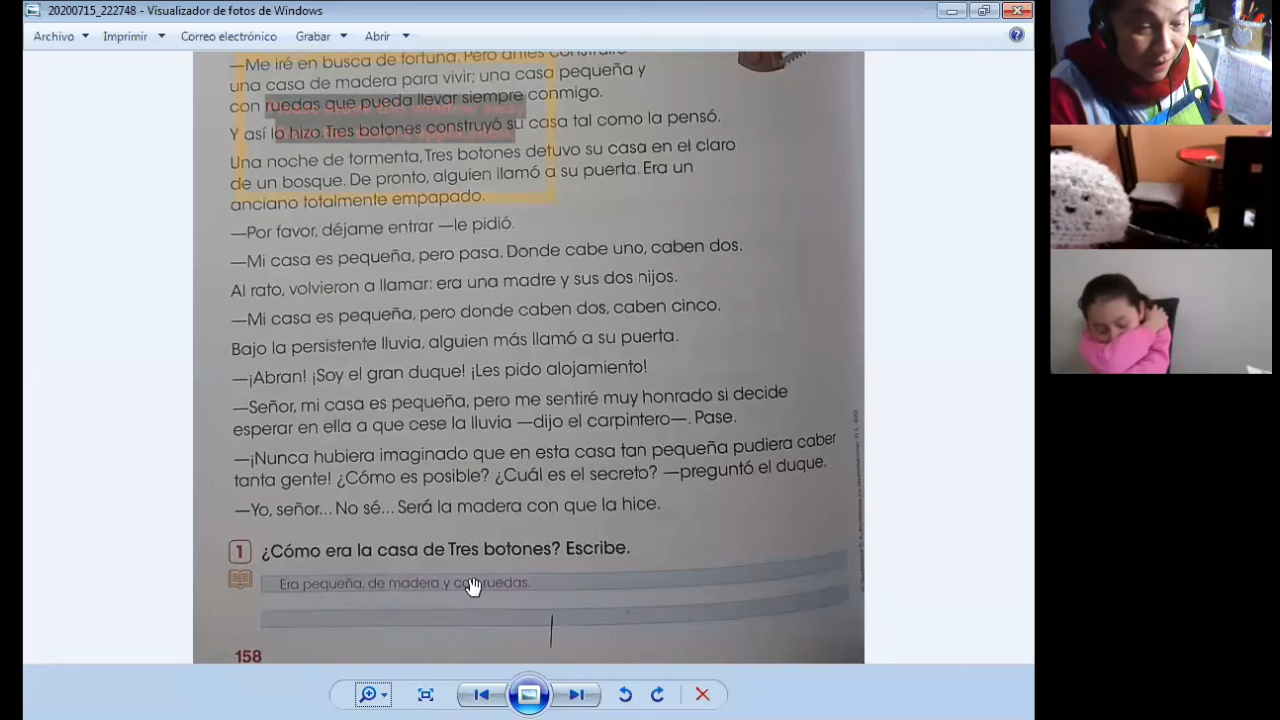 20200715_222748 - Visualizador de fotos de Windows
Archivo Imprimir Correo electrónico Grabar Abrir
—Me iré en busca de fortuna. Pero antes construiré
una casa de madera para vivir; una casa pequeña y
con ruedas que pueda llevar siempre conmigo.
Y así lo hizo. Tres botones construyó su casa tal como la pensó.
Una noche de tormenta, Tres botones detuvo su casa en el claro
de un bosque. De pronto, alguien llamó a su puerta. Era un
anciano totalmente empapado.
—Por favor, déjame entrar —le pidió.
—Mi casa es pequeña, pero pasa. Donde cabe uno, caben dos.
Al rato, volvieron a llamar: era una madre y sus dos hijos.
—Mi casa es pequeña, pero donde caben dos, caben cinco.
Bajo la persistente lluvia, alguien más llamó a su puerta.
—¡Abran! ¡Soy el gran duque! ¡Les pido alojamiento!
—Señor, mi casa es pequeña, pero me sentiré muy honrado si decide
esperar en ella a que cese la lluvia —dijo el carpintero—. Pase.
—¡Nunca hubiera imaginado que en esta casa tan pequeña pudiera caber
tanta gente! ¿Cómo es posible? ¿Cuál es el secreto? —preguntó el duque.
—Yo, señor... No sé... Será la madera con que la hice.
1 ¿Cómo era la casa de Tres botones? Escribe.
Era pequeña, de madera y con ruedas.
158